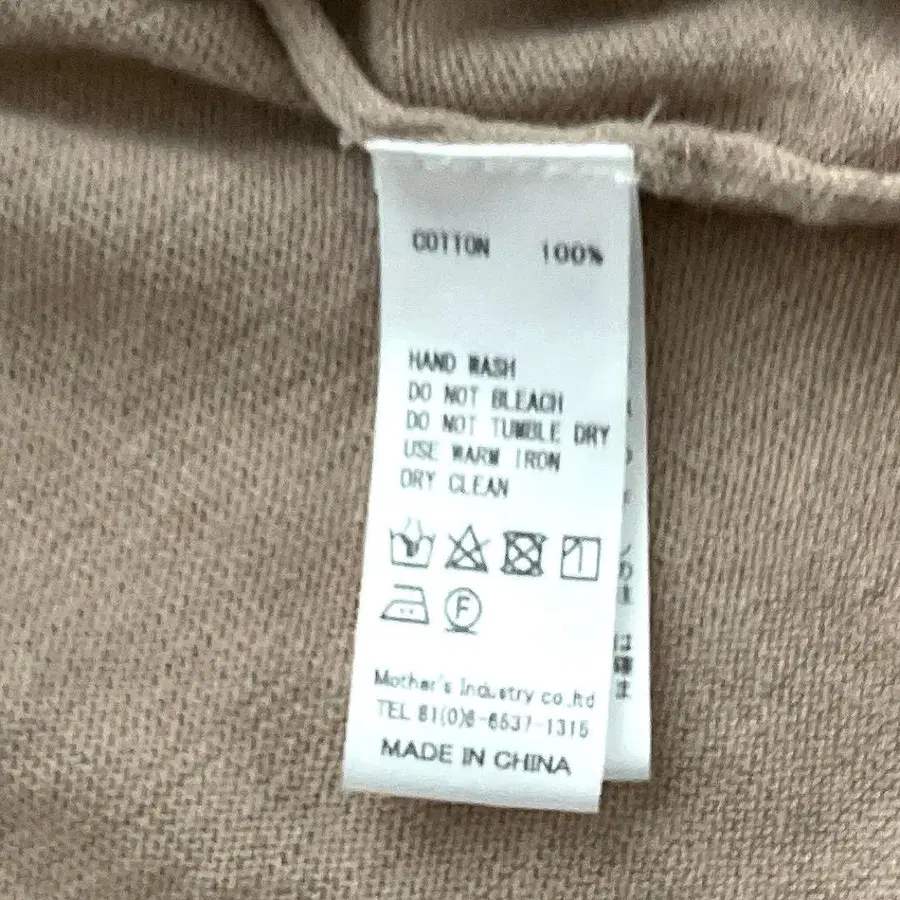 COTTON 100%
HAND WASH
DO NOT BLEACH
DO NOT TUMBLE DRY
USE WARM IRON
DRY CLEAN
F
Mother's Industry co.,ltd
TEL 81(0)6-6537-1315
MADE IN CHINA